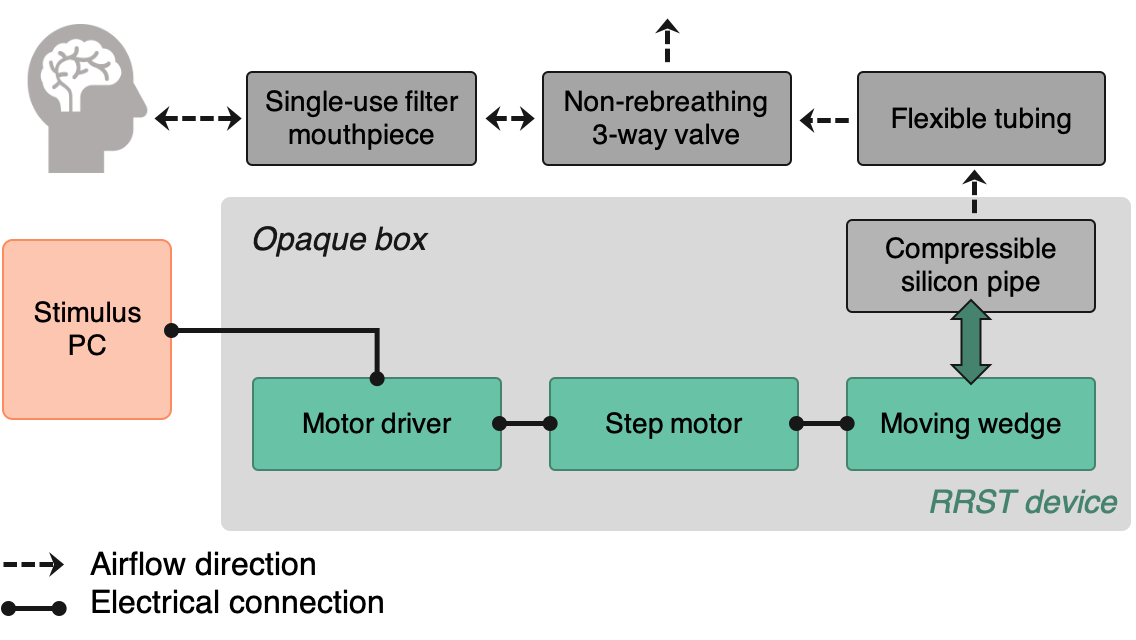 Single-use filter
mouthpiece
Non-rebreathing
3-way valve
Flexible tubing
Opaque box
Compressible
silicon pipe
Stimulus
PC
Motor driver
Step motor
Moving wedge
RRST device
Airflow direction
Electrical connection